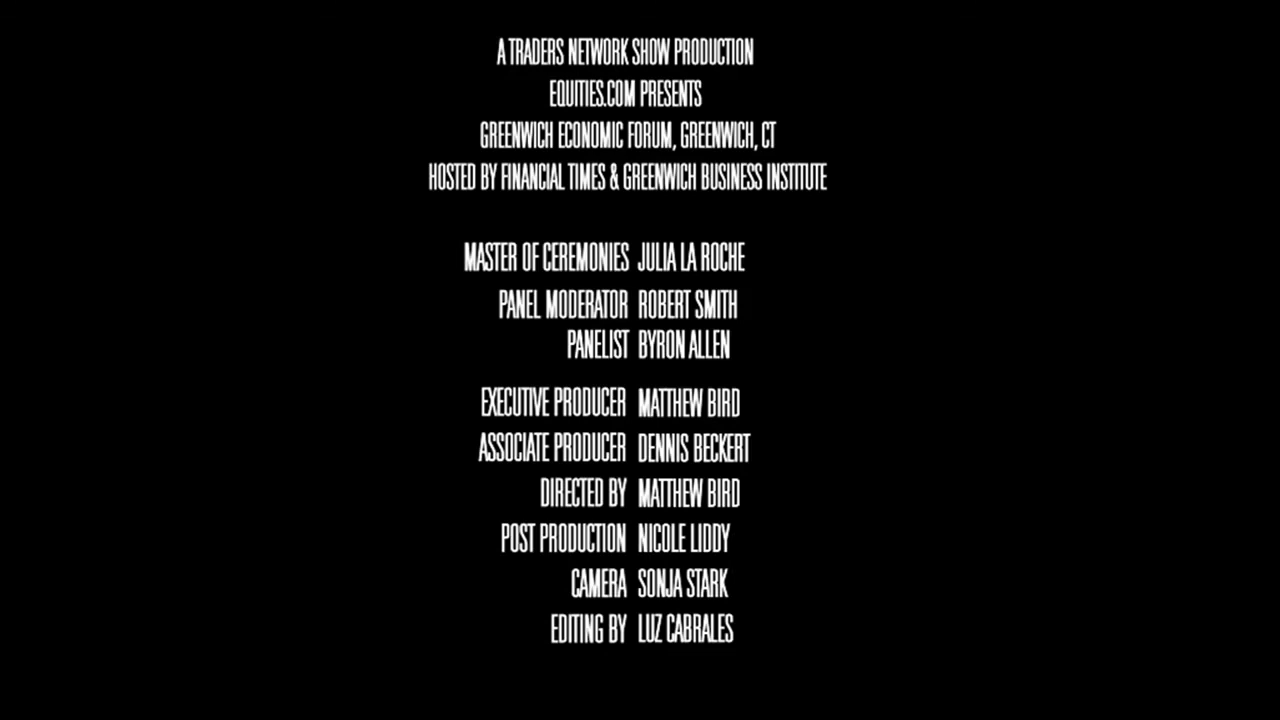 A TRADERS NETWORK SHOW PRODUCTION
EQUITIES.COM PRESENTS
GREENWICH ECONOMIC FORUM, GREENWICH, CT
HOSTED BY FINANCIAL TIMES & GREENWICH BUSINESS INSTITUTE
MASTER OF CEREMONIES JULIA LA ROCHE
PANEL MODERATOR ROBERT SMITH
PANELIST BYRON ALLEN
EXECUTIVE PRODUCER MATTHEW BIRD
ASSOCIATE PRODUCER DENNIS BECKERT
DIRECTED BY MATTHEW BIRD
POST PRODUCTION NICOLE LIDDY
CAMERA SONJA STARK
EDITING BY LUZ CABRALES